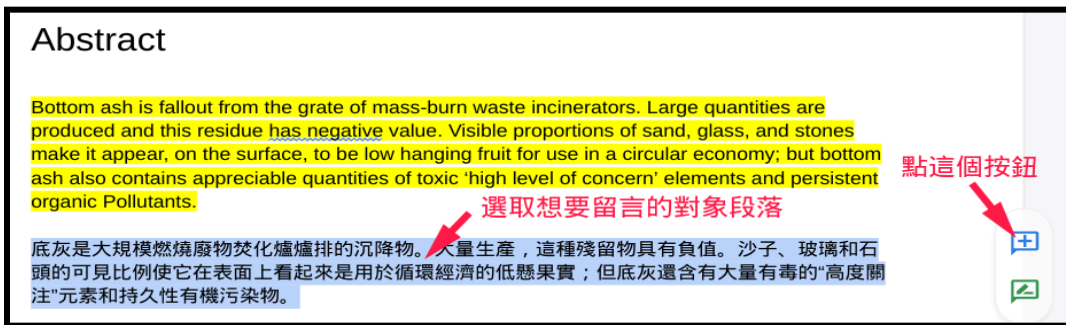 Abstract
Bottom ash is fallout from the grate of mass-burn waste incinerators. Large quantities are
produced and this residue has negative value. Visible proportions of sand, glass, and stones
make it appear, on the surface, to be low hanging fruit for use in a circular economy; but bottom
ash also contains appreciable quantities of toxic ‘high level of concern’ elements and persistent
organic Pollutants.
點這個按鈕
選取想要留言的對象段落
底灰是大規模燃燒廢物焚化爐爐排的沉降物。大量生產，這種殘留物具有負值。沙子、玻璃和石
頭的可見比例使它在表面上看起來是用於循環經濟的低懸果實；但底灰還含有大量有毒的“高度關
注”元素和持久性有機污染物。